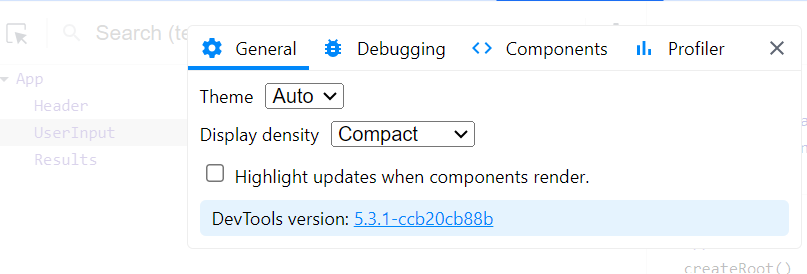 Search (te
General Debugging Components Profiler
App
Theme Auto
Header
UserInput
Display density Compact
Results
Highlight updates when components render.
DevTools version: 5.3.1-ccb20cb88b
createRoot()